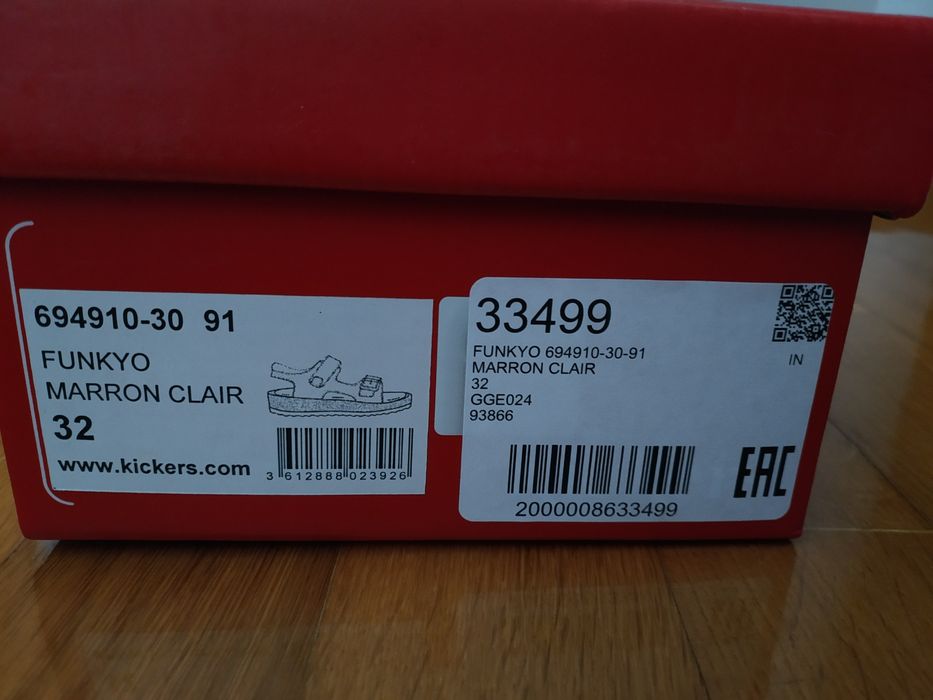 694910-30 91
FUNKYO
MARRON CLAIR
32
www.kickers.com
3 612888 023926
33499
FUNKYO 694910-30-91
MARRON CLAIR
32
GGE024
93866
IN
2000008633499
EAC